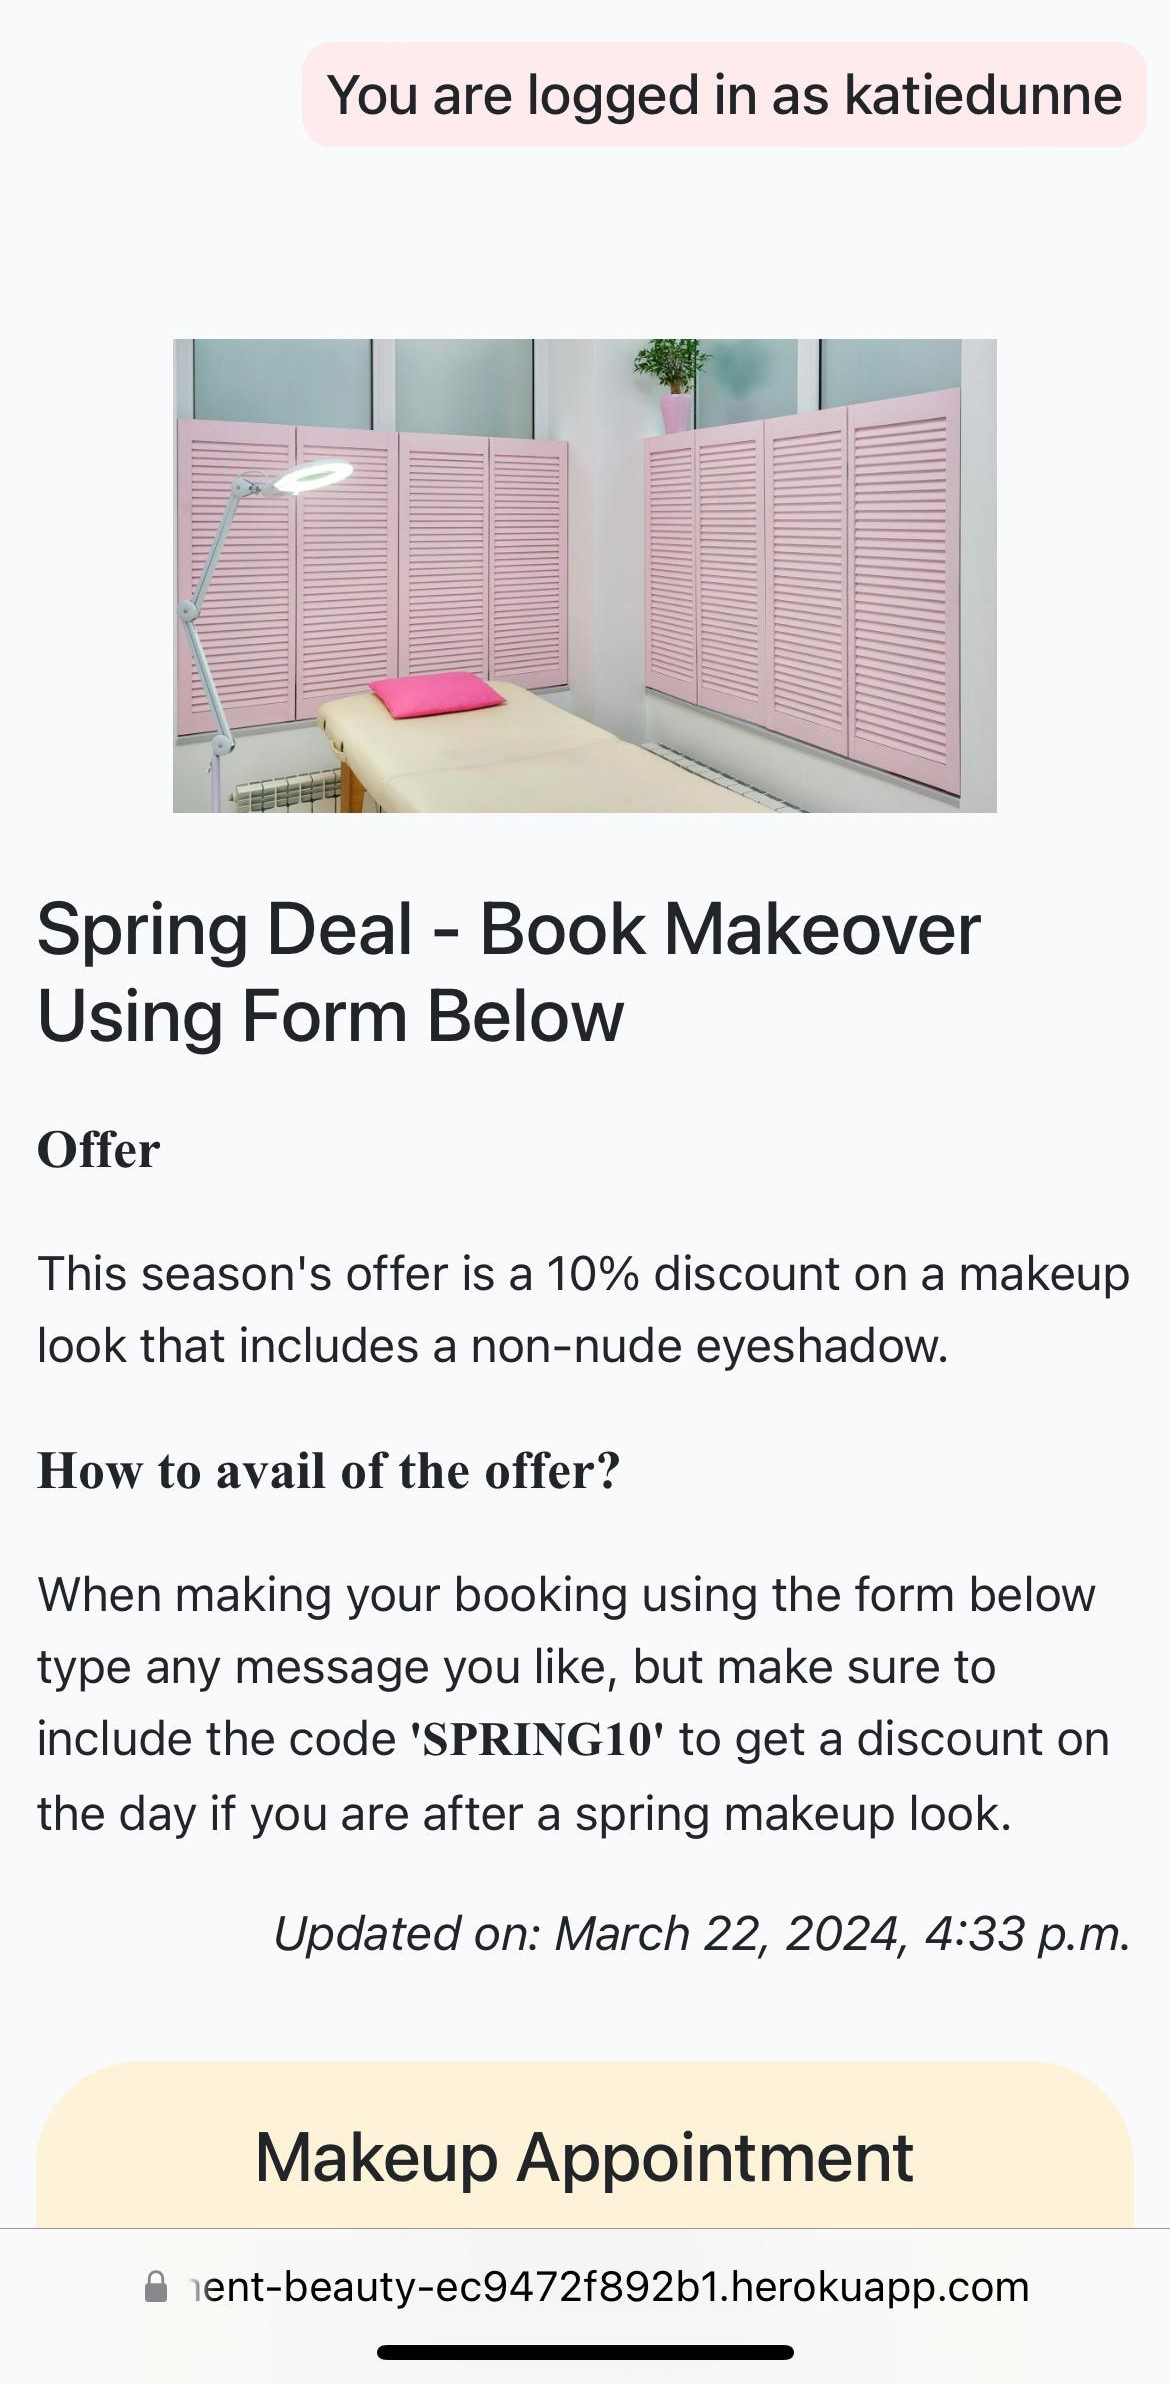 You are logged in as katiedunne
Spring Deal - Book Makeover
Using Form Below
Offer
This season's offer is a 10% discount on a makeup
look that includes a non-nude eyeshadow.
How to avail of the offer?
When making your booking using the form below
type any message you like, but make sure to
include the code 'SPRING10' to get a discount on
the day if you are after a spring makeup look.
Updated on: March 22, 2024, 4:33 p.m.
Makeup Appointment
ent-beauty-ec9472f892b1.herokuapp.com